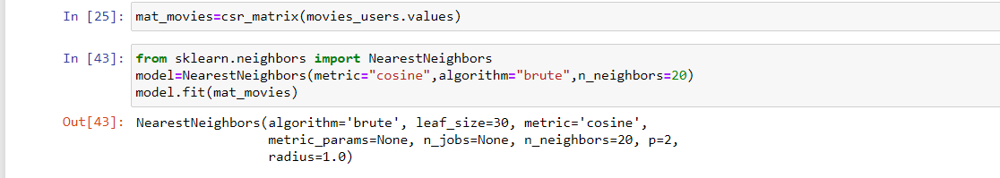 In [25]: mat_movies=csr_matrix(movies_users.values)
In [43]: from sklearn.neighbors import NearestNeighbors
model=NearestNeighbors(metric="cosine",algorithm="brute",n_neighbors=20)
model.fit(mat_movies)
Out[43]: NearestNeighbors(algorithm='brute', leaf_size=30, metric='cosine',
metric_params=None, n_jobs=None, n_neighbors=20, p=2,
radius=1.0)